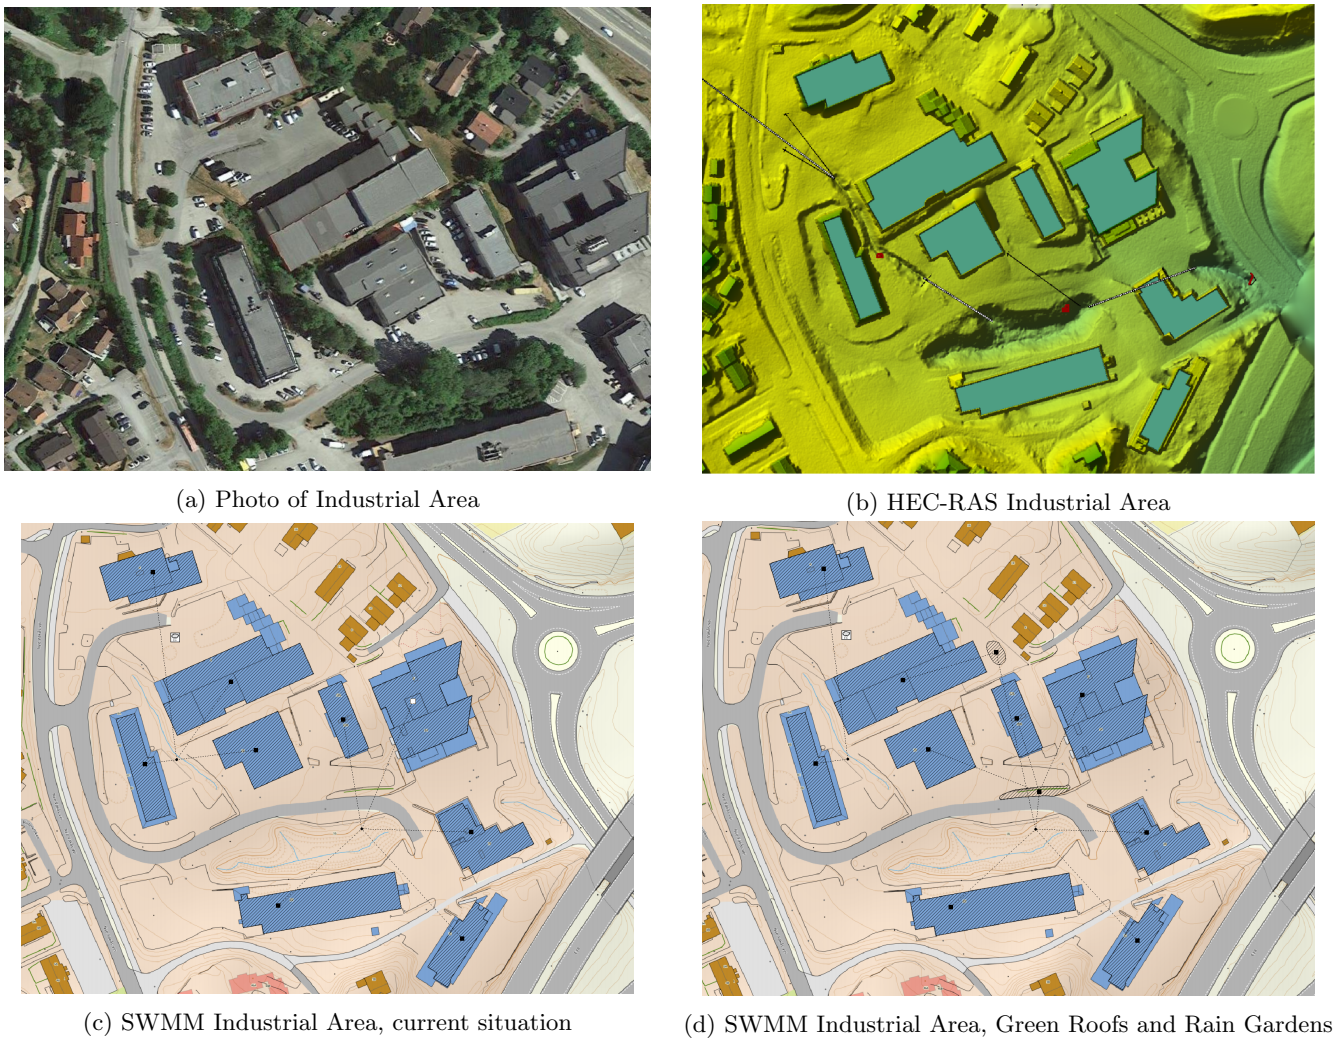 (a) Photo of Industrial Area
(b) HEC-RAS Industrial Area
(c) SWMM Industrial Area, current situation
(d) SWMM Industrial Area, Green Roofs and Rain Gardens